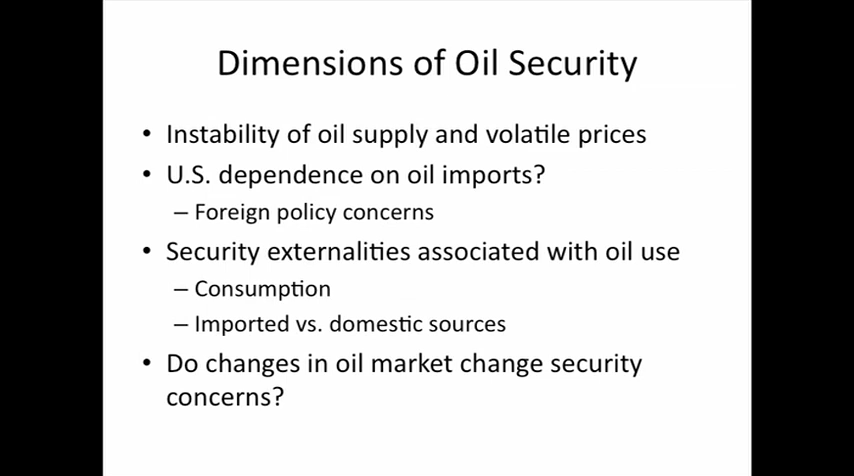 Dimensions of Oil Security
• Instability of oil supply and volatile prices
• U.S. dependence on oil imports?
– Foreign policy concerns
• Security externalities associated with oil use
– Consumption
– Imported vs. domestic sources
• Do changes in oil market change security
concerns?